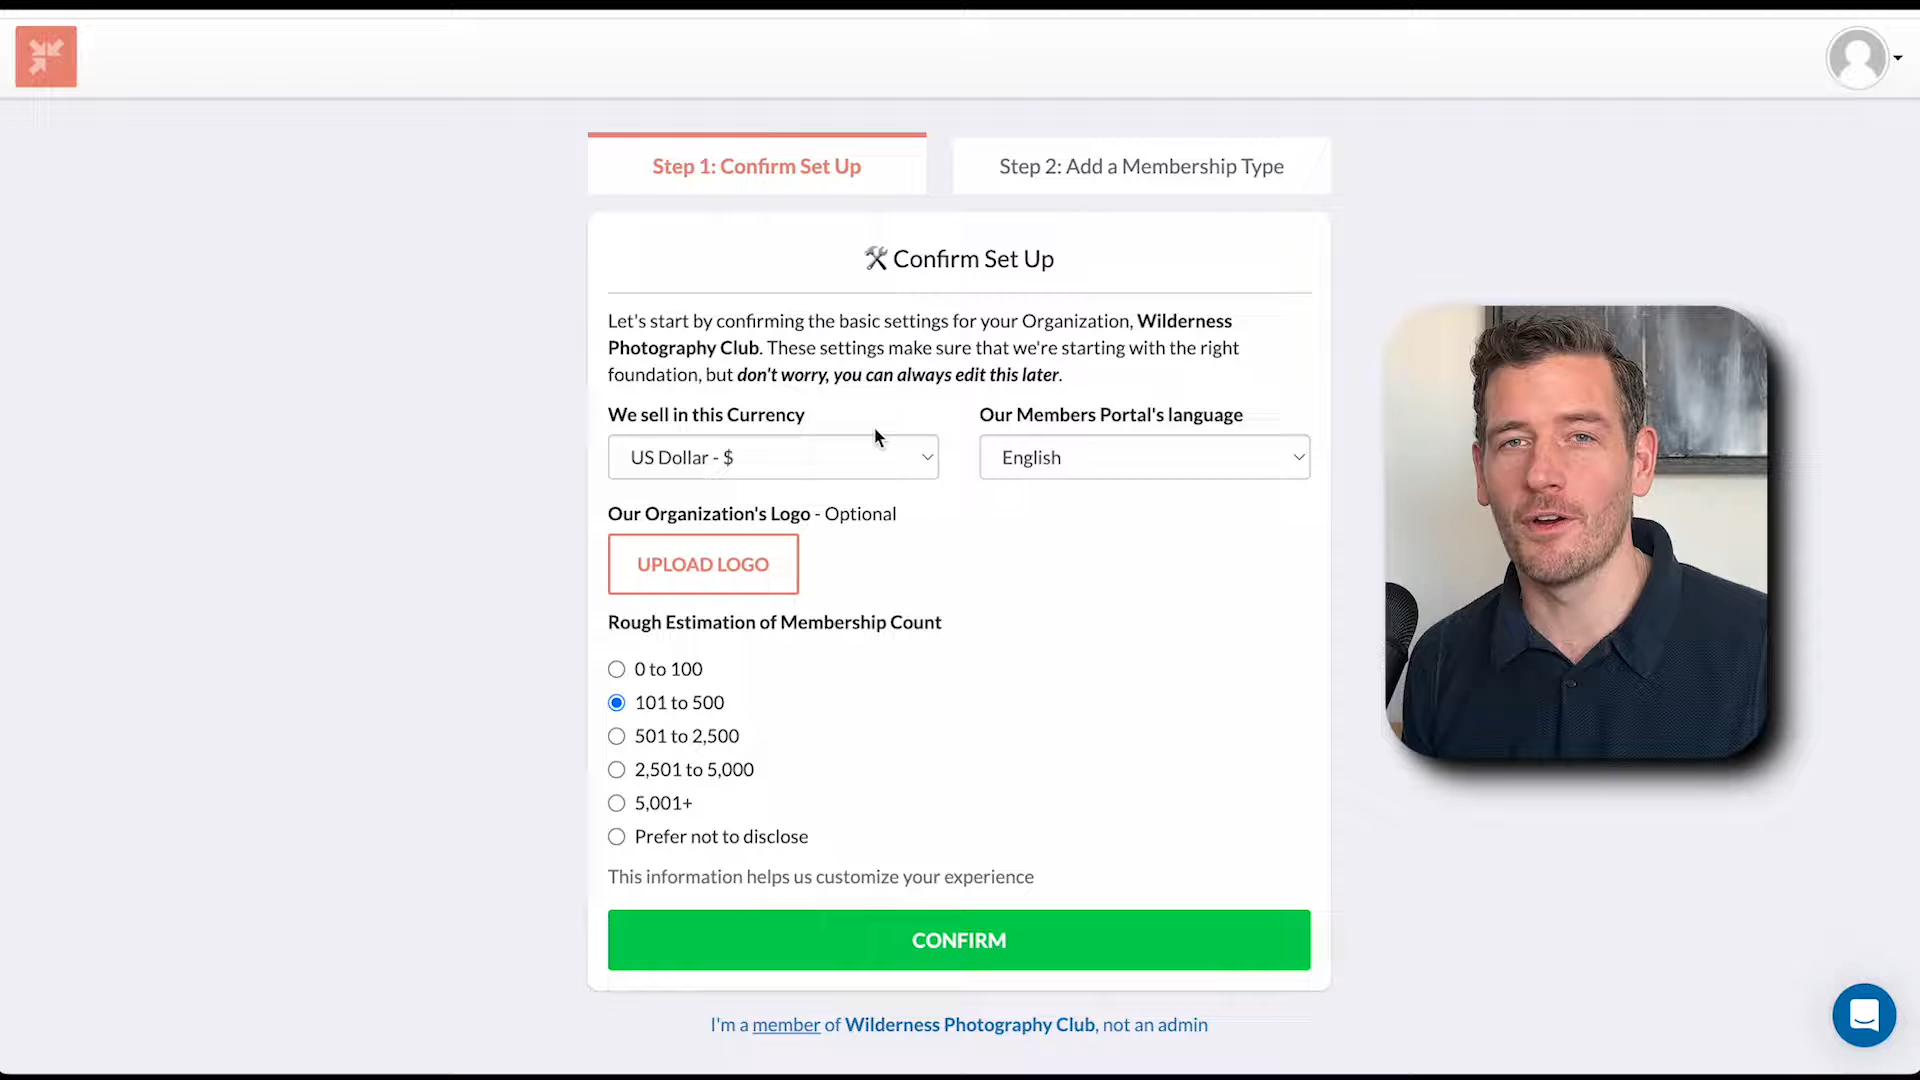 Step 1: Confirm Set Up
Step 2: Add a Membership Type
Confirm Set Up
Let's start by confirming the basic settings for your Organization, Wilderness
Photography Club. These settings make sure that we're starting with the right
foundation, but don't worry, you can always edit this later.
We sell in this Currency
Our Members Portal's language
US Dollar - $
English
Our Organization's Logo - Optional
UPLOAD LOGO
Rough Estimation of Membership Count
0 to 100
101 to 500
501 to 2,500
2,501 to 5,000
5,001+
Prefer not to disclose
This information helps us customize your experience
CONFIRM
I'm a member of Wilderness Photography Club, not an admin